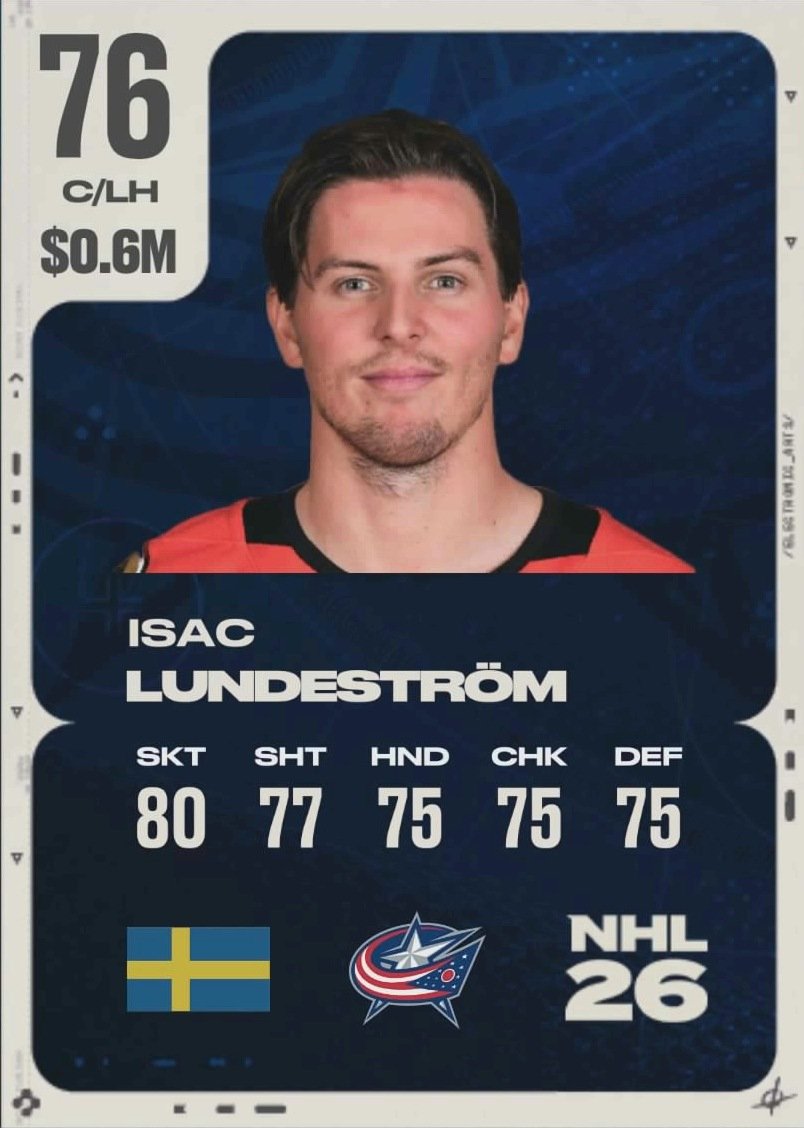 76
C/LH
$0.6M
ISAC
LUNDESTRÖM
SKT SHT HND CHK DEF
80 77 75 75 75
NHL
26